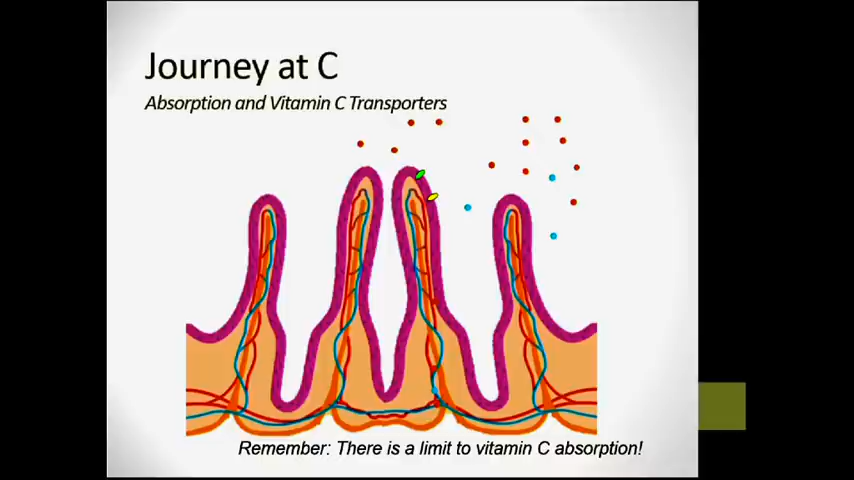 Journey at C
Absorption and Vitamin C Transporters
Remember: There is a limit to vitamin C absorption!